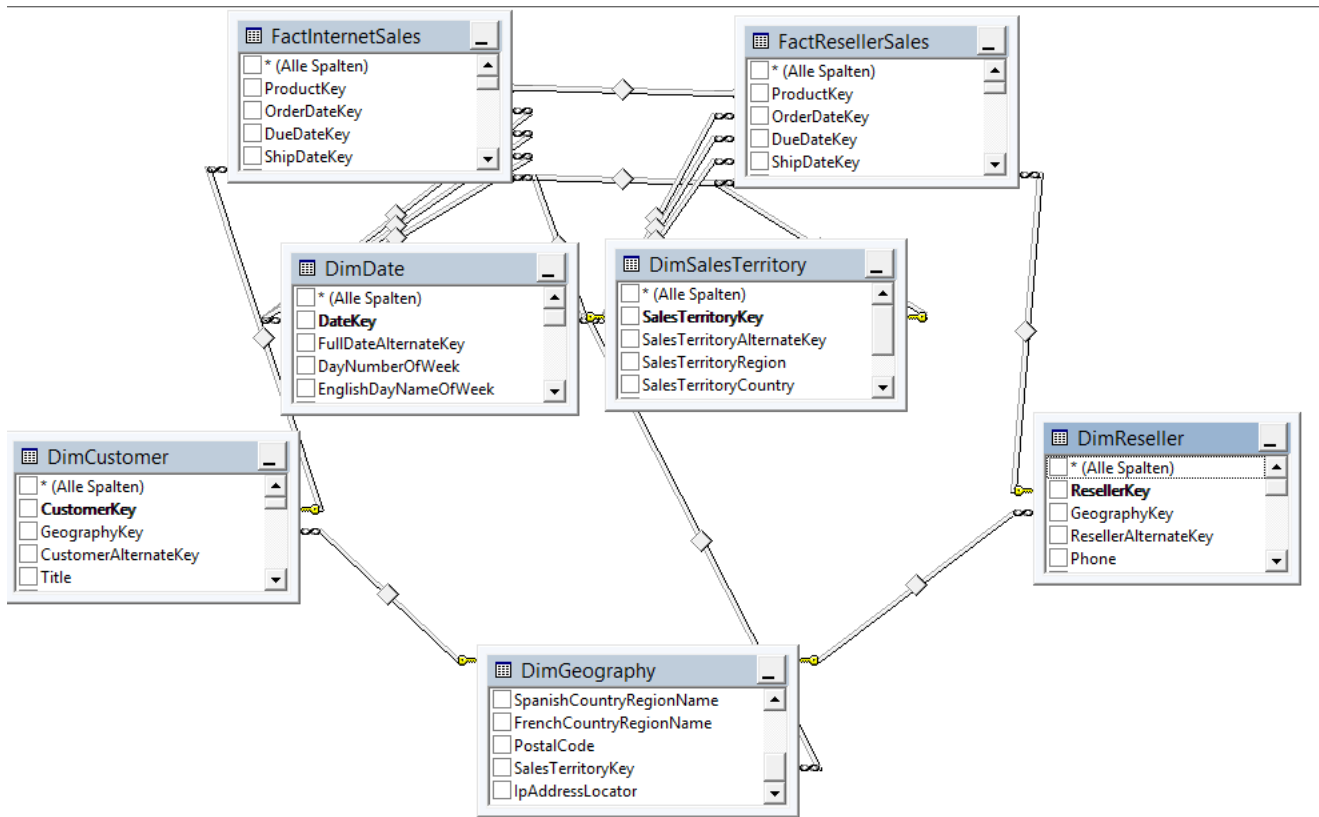 FactInternetSales
* (Alle Spalten)
ProductKey
OrderDateKey
DueDateKey
ShipDateKey
FactResellerSales
* (Alle Spalten)
ProductKey
OrderDateKey
DueDateKey
ShipDateKey
DimDate
* (Alle Spalten)
DateKey
FullDateAlternateKey
DayNumberOfWeek
EnglishDayNameOfWeek
DimSalesTerritory
* (Alle Spalten)
SalesTerritoryKey
SalesTerritoryAlternateKey
SalesTerritoryRegion
SalesTerritoryCountry
DimCustomer
* (Alle Spalten)
CustomerKey
GeographyKey
CustomerAlternateKey
Title
DimReseller
* (Alle Spalten)
ResellerKey
GeographyKey
ResellerAlternateKey
Phone
DimGeography
SpanishCountryRegionName
FrenchCountryRegionName
PostalCode
SalesTerritoryKey
IpAddressLocator